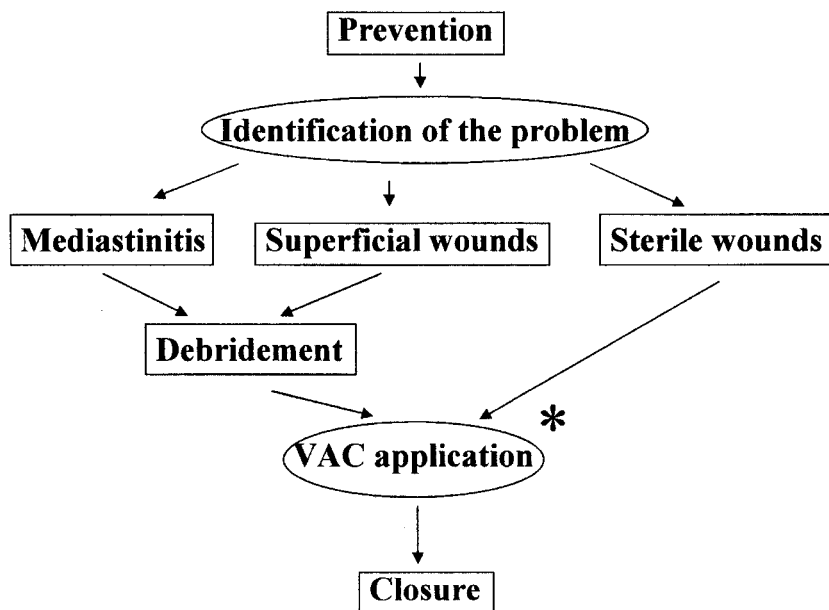 Prevention
Identification of the problem
Mediastinitis
Superficial wounds
Sterile wounds
Debridement
*
VAC application
Closure